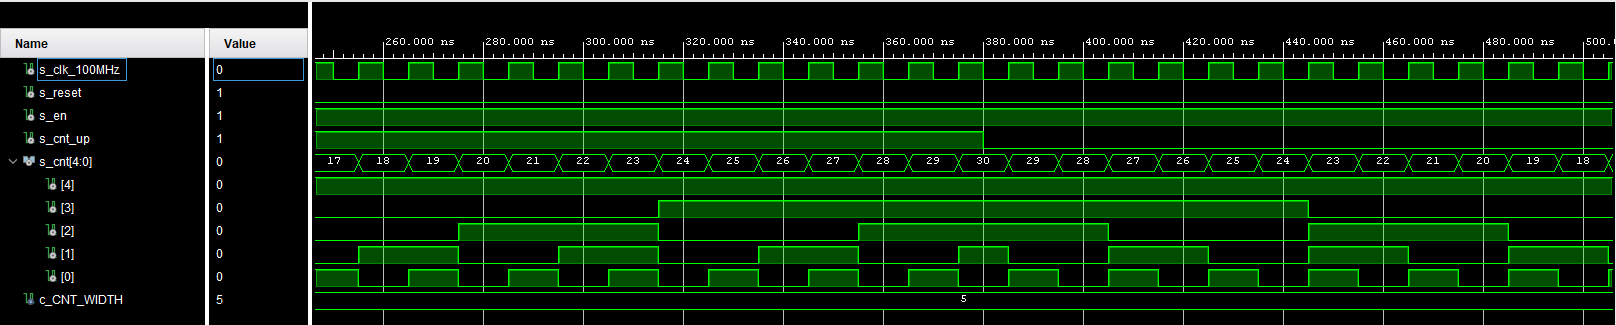 Name Value
260.000 ns 280.000 ns 300.000 ns 320.000 ns 340.000 ns 360.000 ns 380.000 ns 400.000 ns 420.000 ns 440.000 ns 460.000 ns 480.000 ns 500.
s_clk_100MHz 0
s_reset 1
s_en 1
s_cnt_up 1
s_cnt[4:0] 0 17 18 19 20 21 22 23 24 25 26 27 28 29 30 29 28 27 26 25 24 23 22 21 20 19 18
[4] 0
[3] 0
[2] 0
[1] 0
[0] 0
c_CNT_WIDTH 5 5